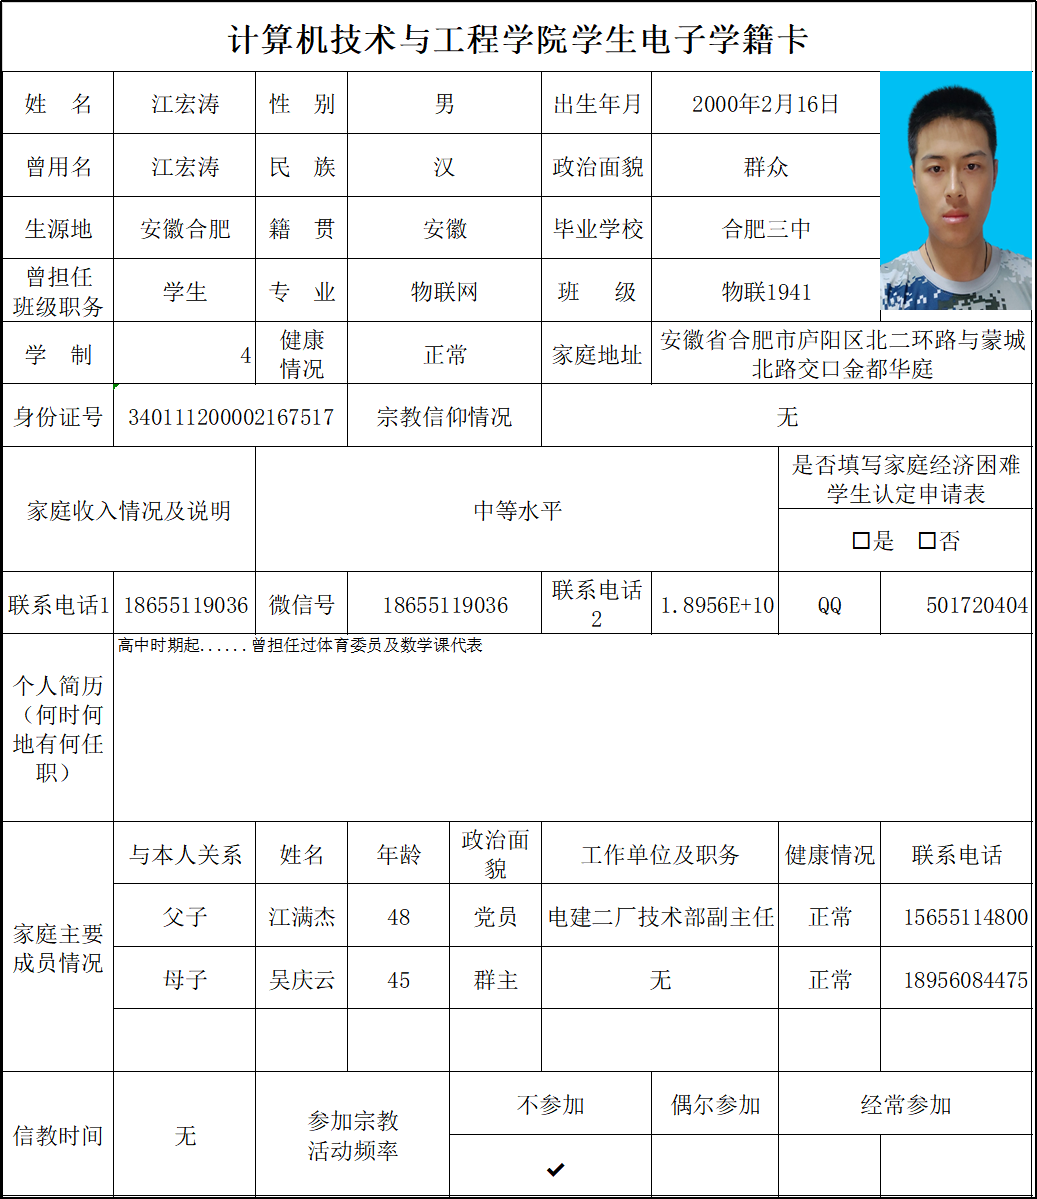 计算机技术与工程学院学生电子学籍卡
姓 名 江宏涛 性 别 男 出生年月 2000年2月16日
曾用名 江宏涛 民 族 汉 政治面貌 群众
生源地 安徽合肥 籍 贯 安徽 毕业学校 合肥三中
曾担任
班级职务 学生 专 业 物联网 班 级 物联1941
学 制 4 健康
情况 正常 家庭地址 安徽省合肥市庐阳区北二环路与蒙城
北路交口金都华庭
身份证号 340111200002167517 宗教信仰情况 无
家庭收入情况及说明 中等水平 是否填写家庭经济困难
学生认定申请表
□是 □否
联系电话1 18655119036 微信号 18655119036 联系电话
2 1.8956E+10 QQ 501720404
个人简历
（何时何
地有何任
职）
高中时期起......曾担任过体育委员及数学课代表
家庭主要
成员情况
与本人关系 姓名 年龄 政治面
貌 工作单位及职务 健康情况 联系电话
父子 江满杰 48 党员 电建二厂技术部副主任 正常 15655114800
母子 吴庆云 45 群主 无 正常 18956084475
信教时间 无 参加宗教
活动频率 不参加 偶尔参加 经常参加
✔